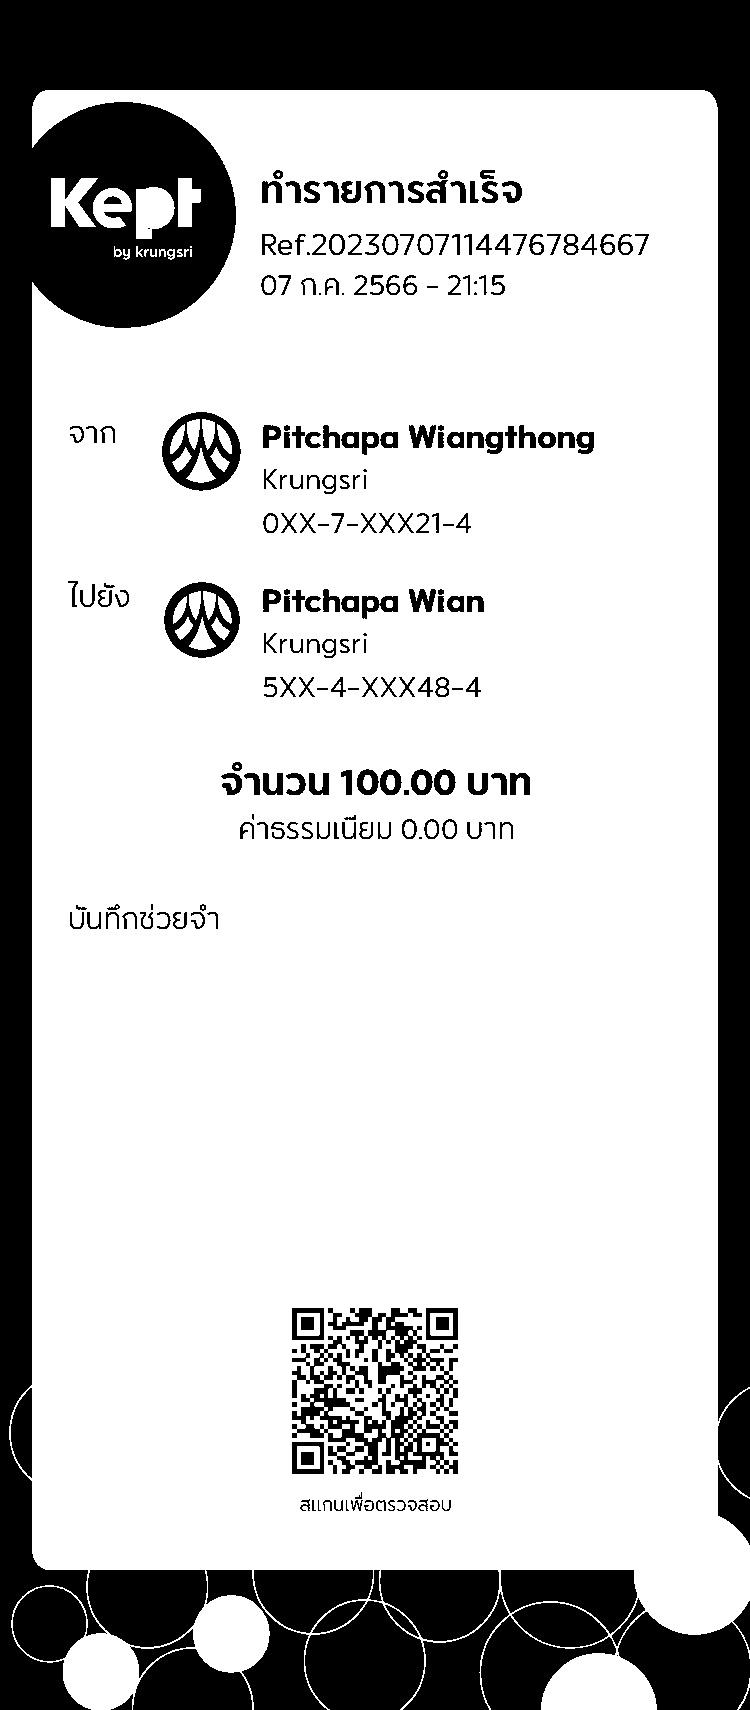 Kept
by krungsri
ทำรายการสำเร็จ
Ref.20230707114476784667
07 ก.ค. 2566 - 21:15
จาก
Pitchapa Wiangthong
Krungsri
0XX-7-XXX21-4
ไปยัง
Pitchapa Wian
Krungsri
5XX-4-XXX48-4
จำนวน 100.00 บาท
ค่าธรรมเนียม 0.00 บาท
บันทึกช่วยจำ
สแกนเพื่อตรวจสอบ